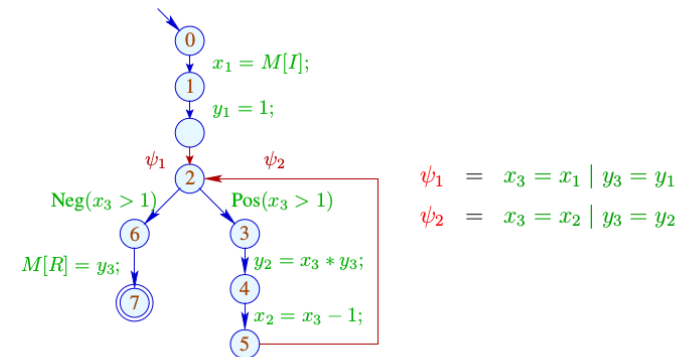 0
x₁ = M[I];
1
y₁ = 1;
ψ₁ ψ₂
2
ψ₁ = x₃ = x₁ | y₃ = y₁
Neg(x₃ > 1) Pos(x₃ > 1)
ψ₂ = x₃ = x₂ | y₃ = y₂
6 3
M[R] = y₃; y₂ = x₃ * y₃;
7 4
x₂ = x₃ − 1;
5